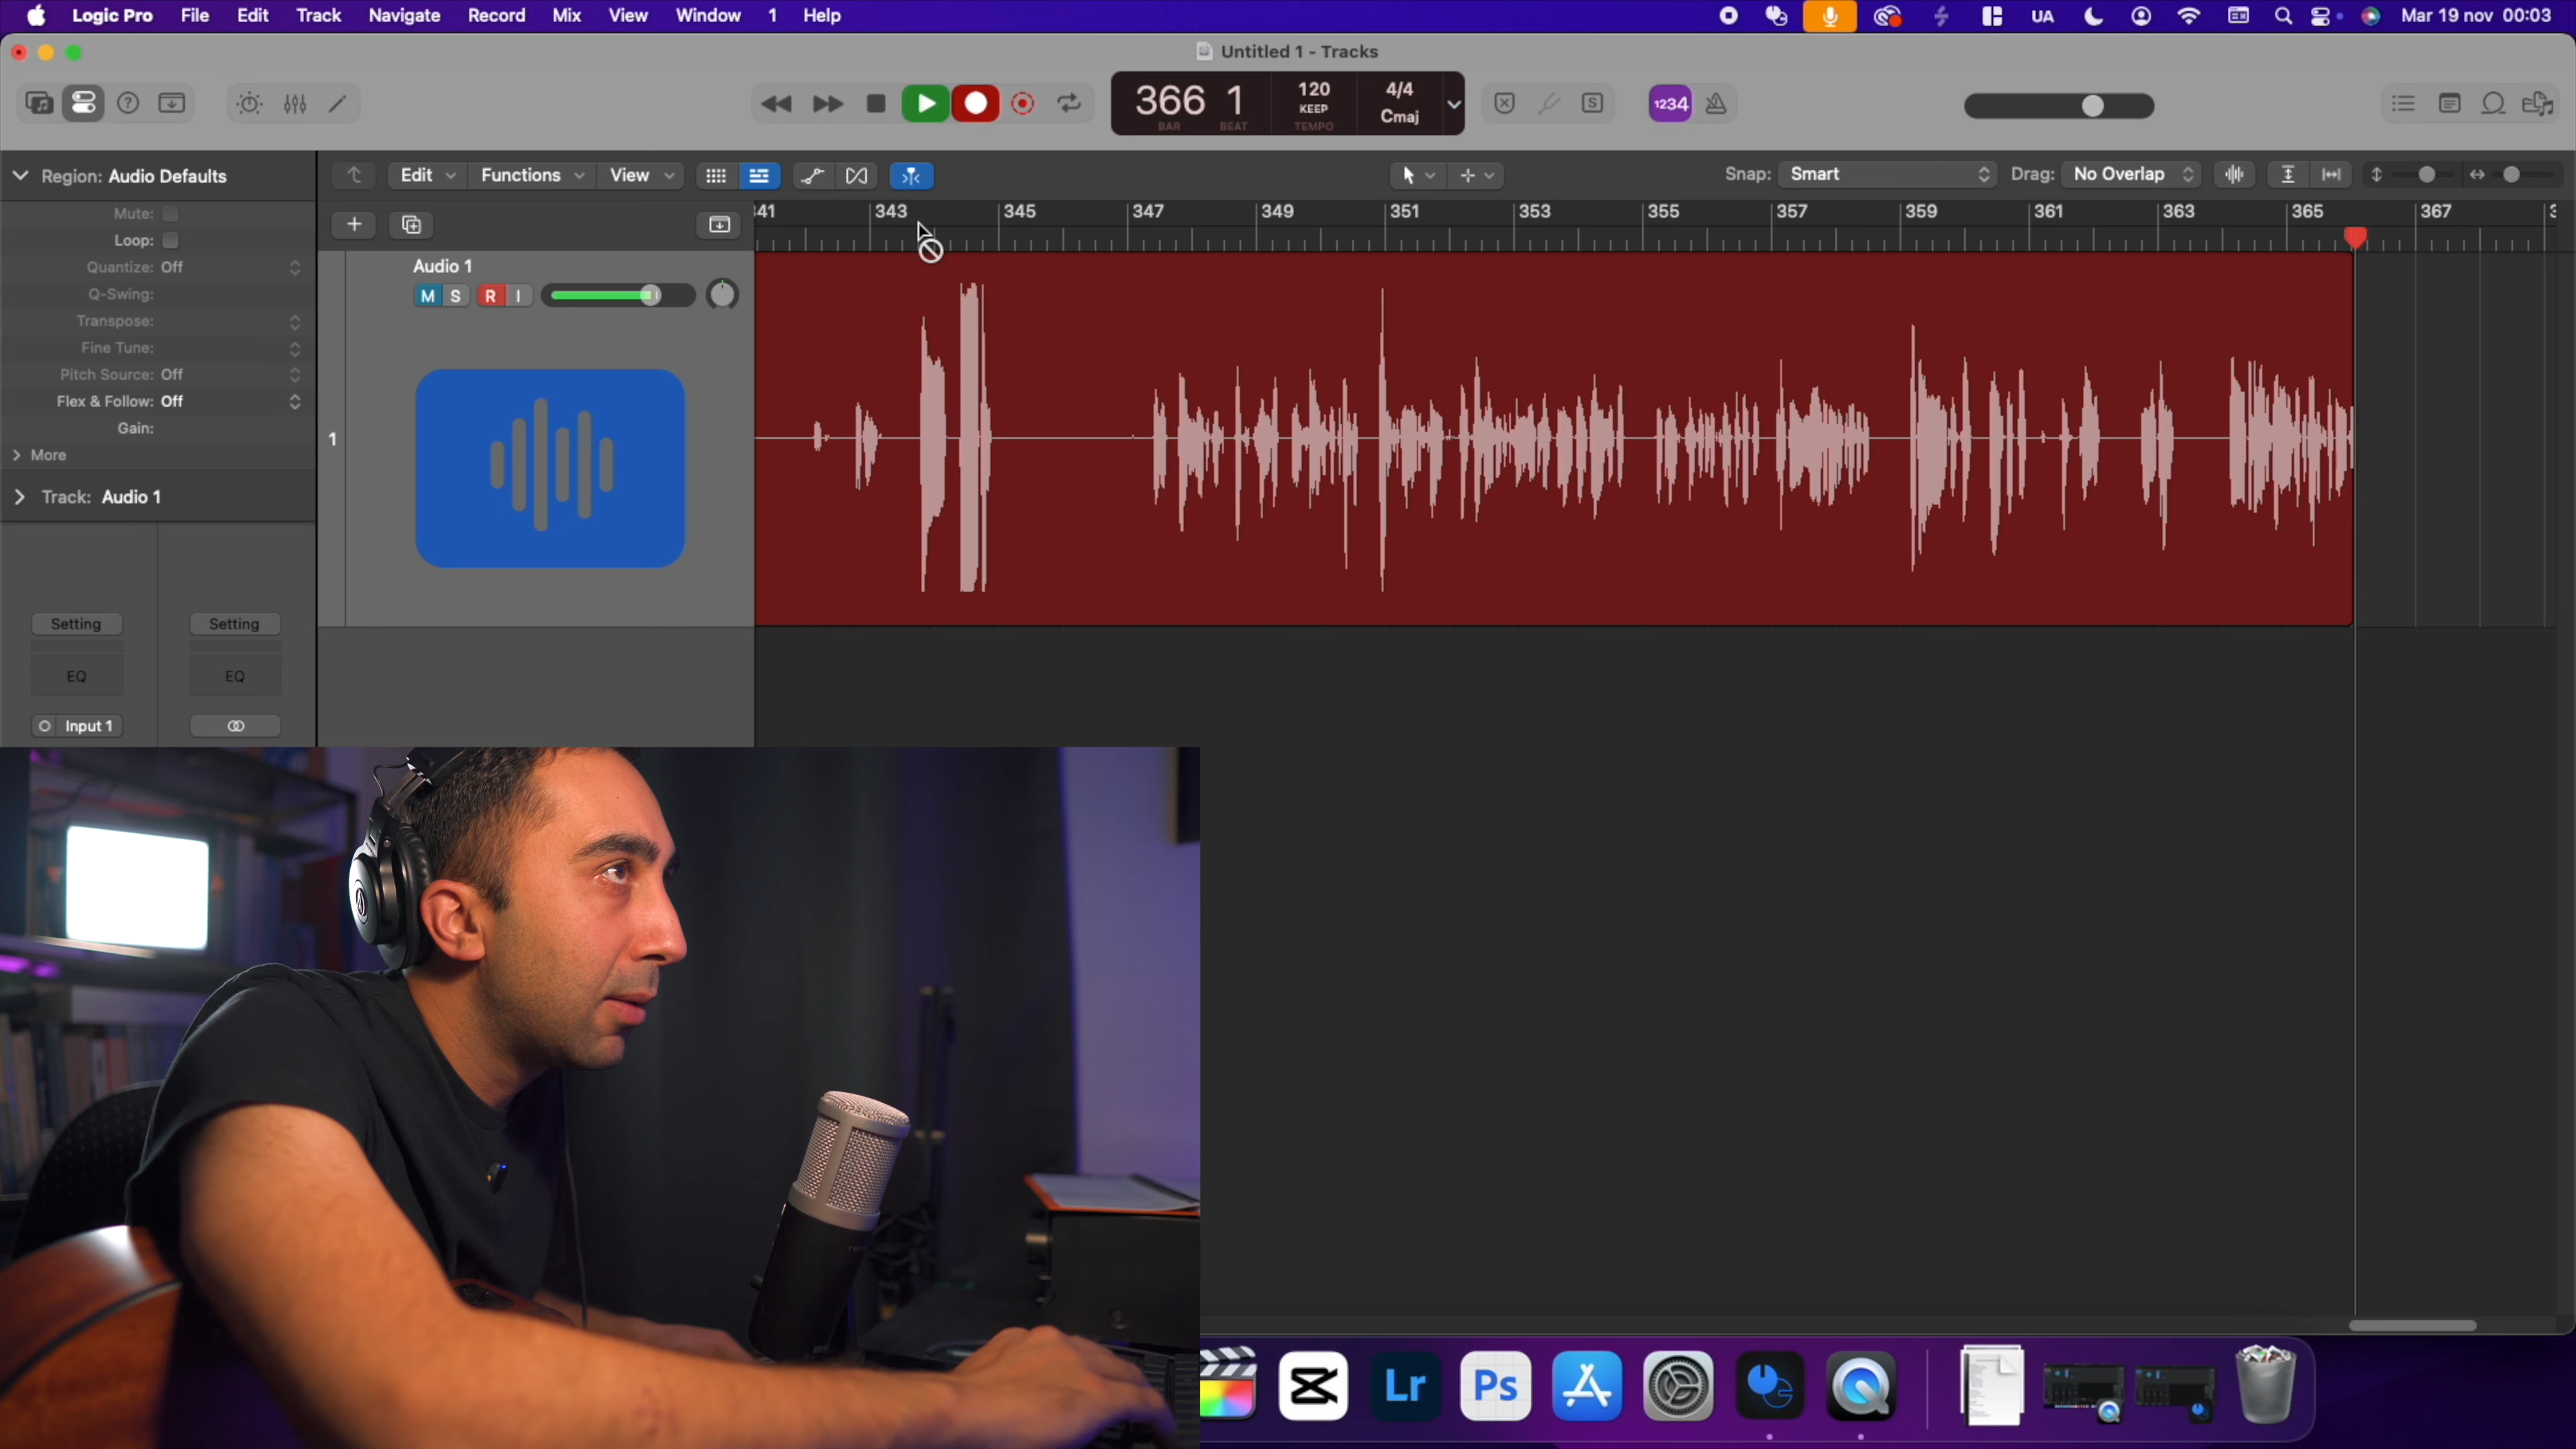 Logic Pro File Edit Track Navigate Record Mix View Window 1 Help UA Mar 19 nov 00:03
Untitled 1 - Tracks
366 1 120 KEEP TEMPO 4/4 Cmaj
BAR BEAT
S 1234
Region: Audio Defaults
Edit Functions View
Snap: Smart Drag: No Overlap
Mute:
Loop:
Quantize: Off
Q-Swing:
Transpose:
Fine Tune:
Pitch Source: Off
Flex & Follow: Off
Gain:
More
Track: Audio 1
341 343 345 347 349 351 353 355 357 359 361 363 365 367
Audio 1
M S R I
1
Setting Setting
EQ EQ
Input 1
Lr Ps